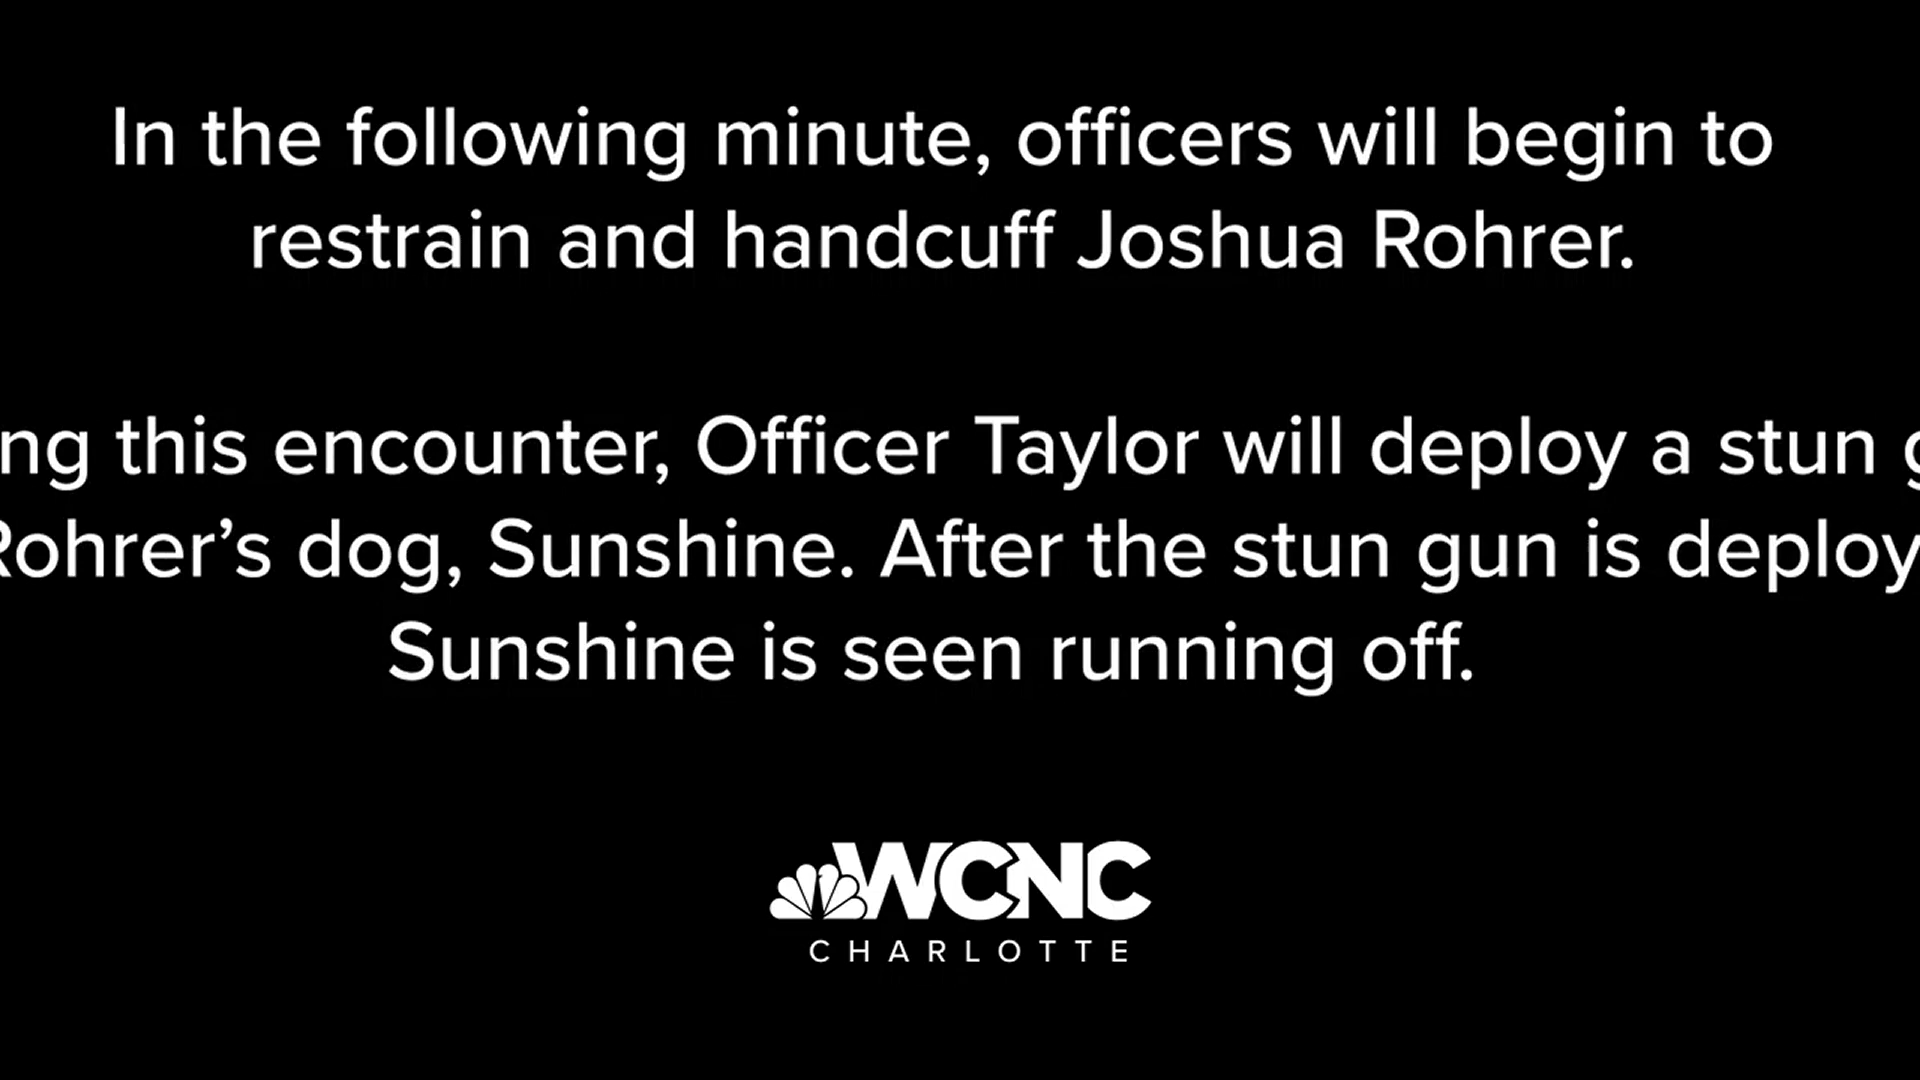 In the following minute, officers will begin to
restrain and handcuff Joshua Rohrer.
ng this encounter, Officer Taylor will deploy a stun g
Rohrer’s dog, Sunshine. After the stun gun is deploy
Sunshine is seen running off.
WCNC
CHARLOTTE